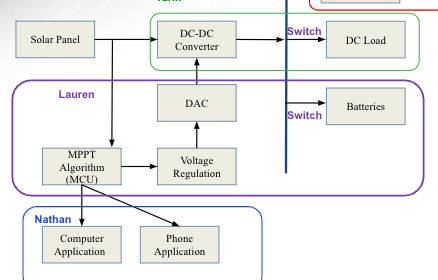 Solar Panel
DC-DC
Converter
Switch
DC Load
Lauren
DAC
Batteries
Switch
MPPT
Algorithm
(MCU)
Voltage
Regulation
Nathan
Computer
Application
Phone
Application